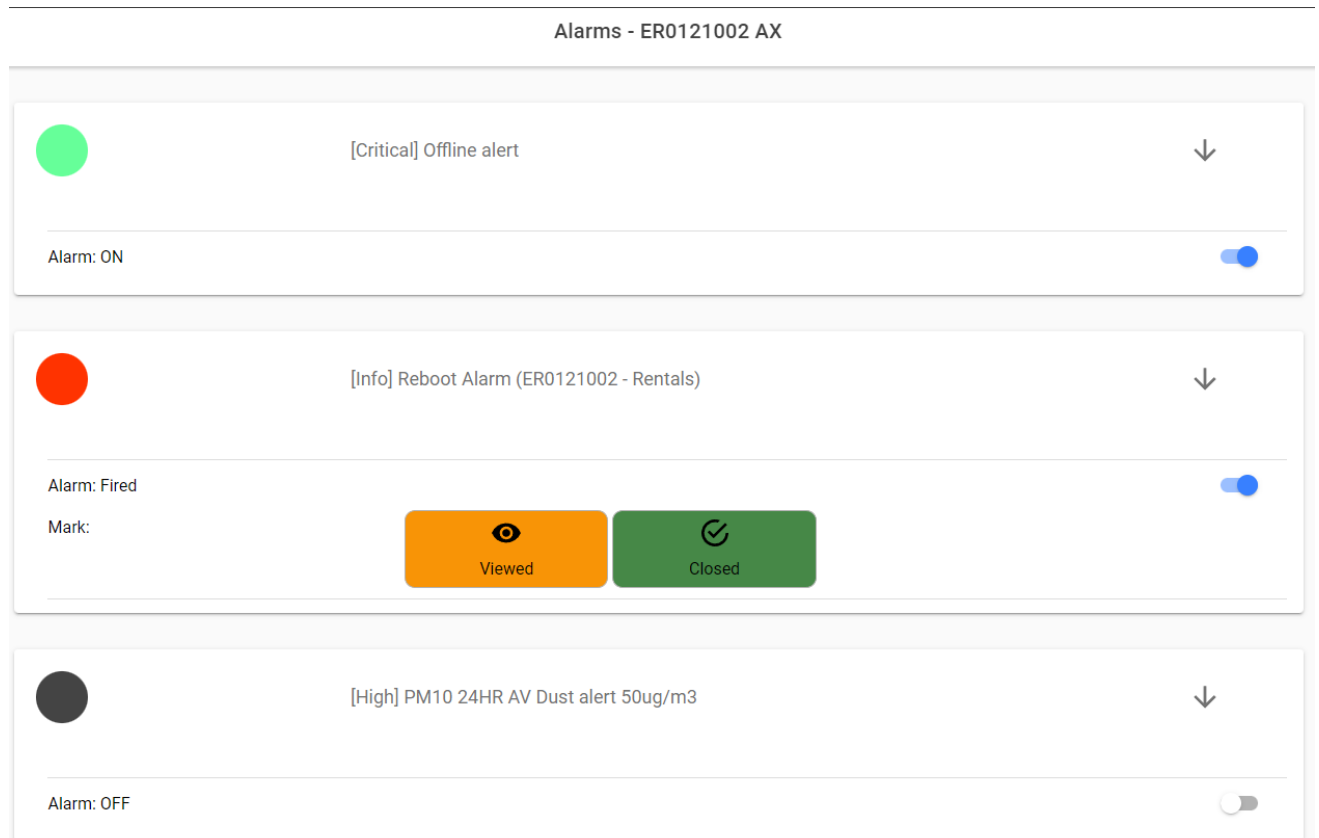 Alarms - ER0121002 AX
[Critical] Offline alert
Alarm: ON
[Info] Reboot Alarm (ER0121002 - Rentals)
Alarm: Fired
Mark:
Viewed
Closed
[High] PM10 24HR AV Dust alert 50ug/m3
Alarm: OFF